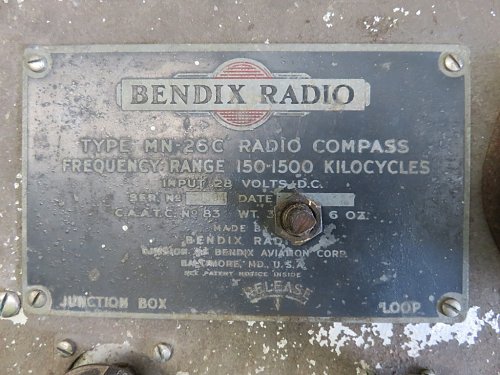 BENDIX RADIO
TYPE MN-26C RADIO COMPASS
FREQUENCY RANGE 150-1500 KILOCYCLES
INPUT 28 VOLTS D.C.
SER. No DATE
C.A.A.T.C. No 83 WT. 6 OZ.
MADE BY
BENDIX RADIO
DIVISION OF BENDIX AVIATION CORP.
BALTIMORE, MD., U.S.A.
SEE PATENT NOTICE INSIDE
RELEASE
JUNCTION BOX LOOP